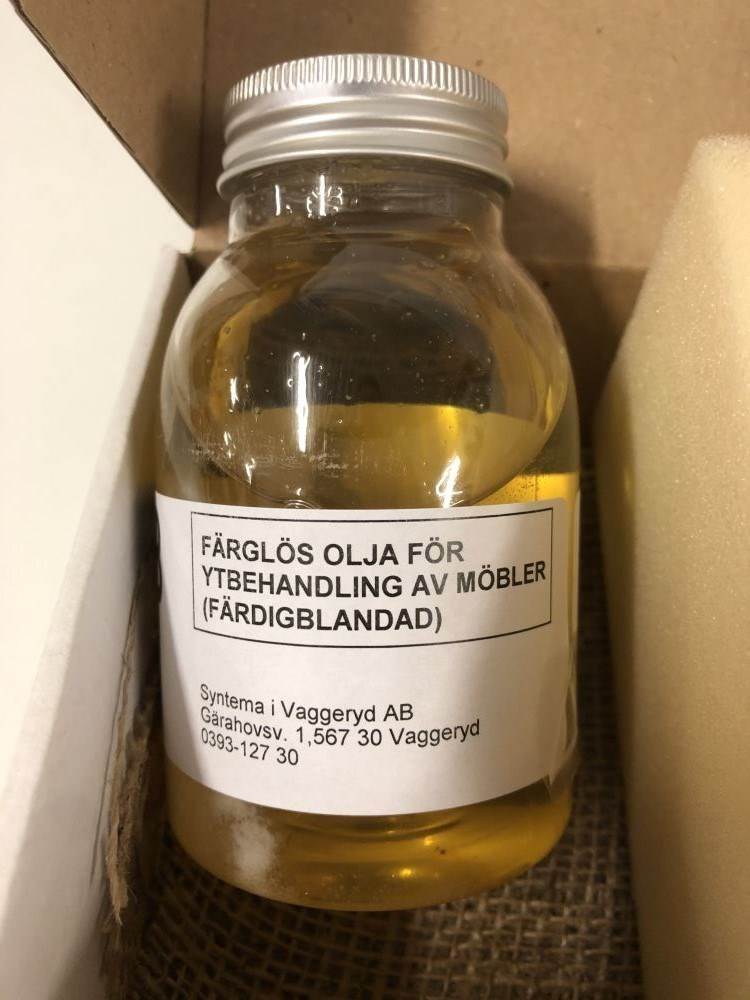 FÄRGLÖS OLJA FÖR
YTBEHANDLING AV MÖBLER
(FÄRDIGBLANDAD)
Syntema i Vaggeryd AB
Gärahovsv. 1,567 30 Vaggeryd
0393-127 30